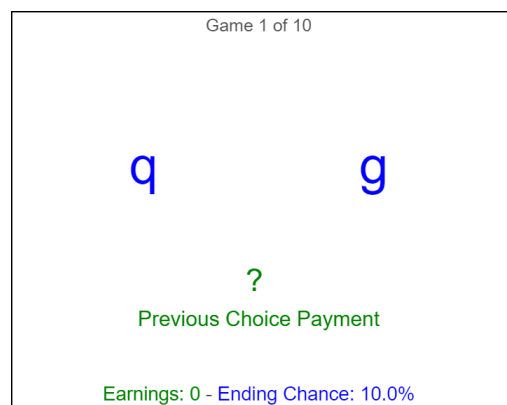 Game 1 of 10
q g
?
Previous Choice Payment
Earnings: 0 - Ending Chance: 10.0%